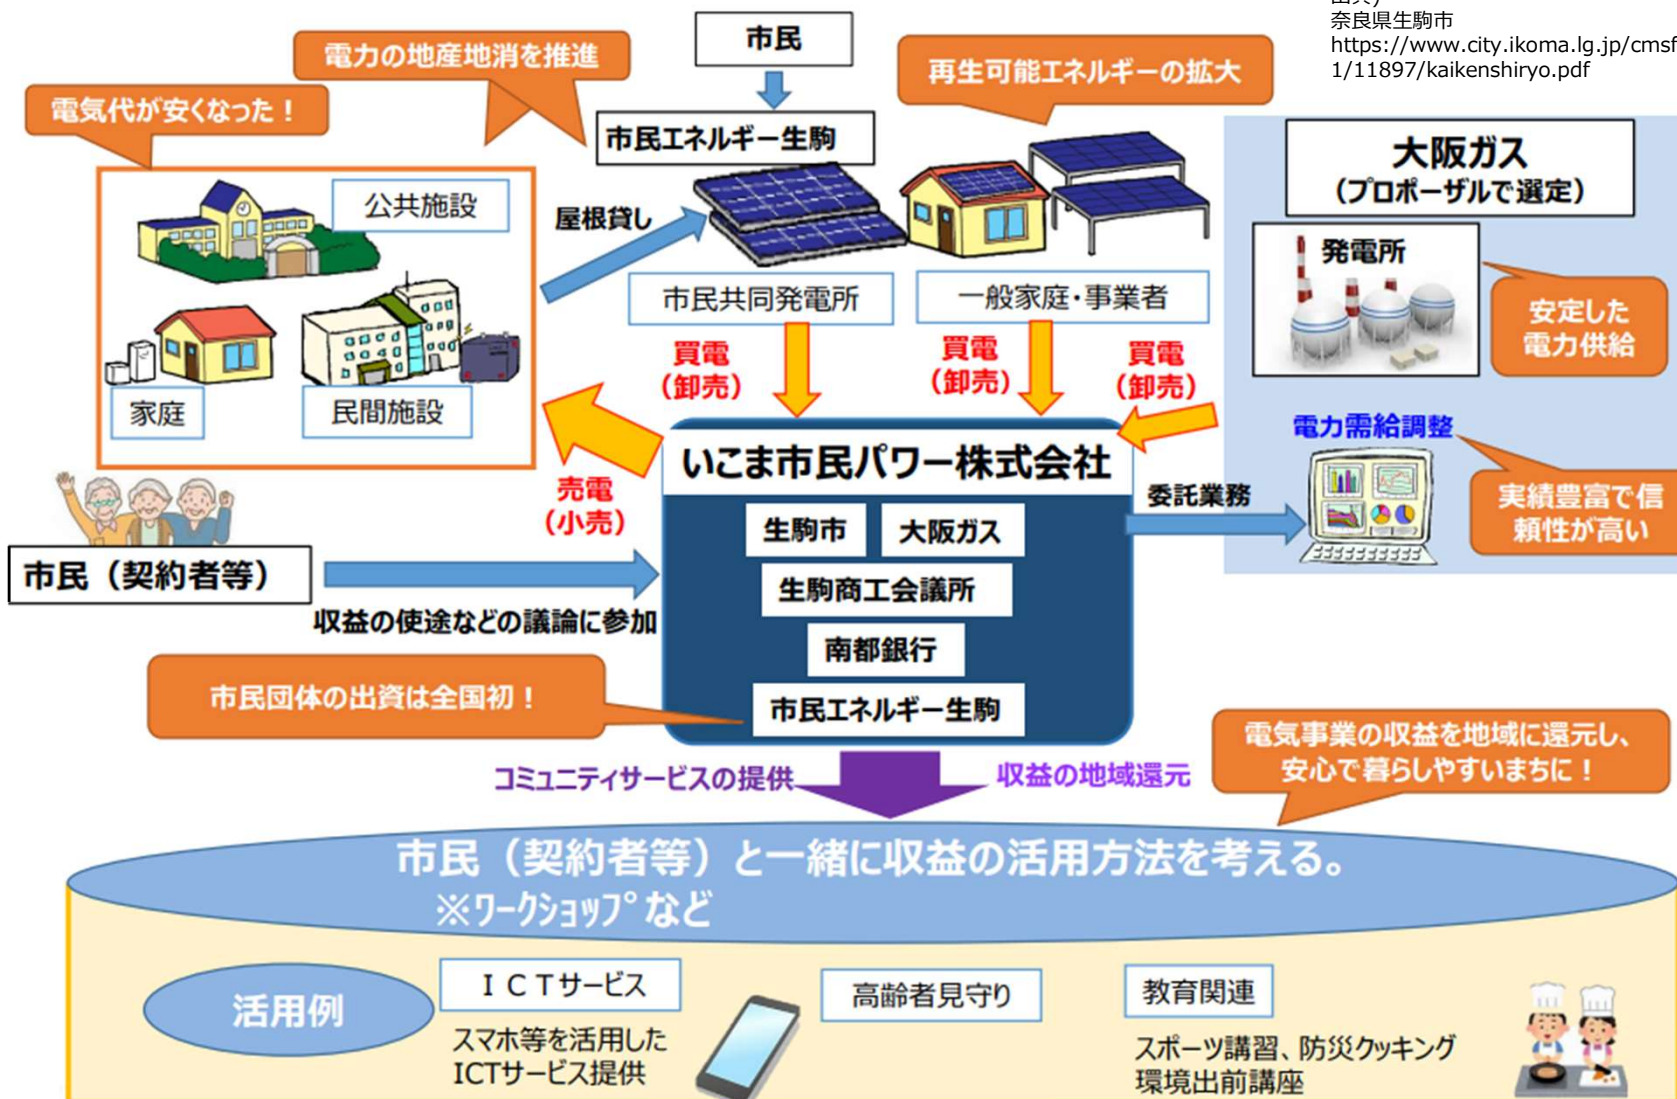 奈良県生駒市
https://www.city.ikoma.lg.jp/cmsf
1/11897/kaikenshiryo.pdf
市民
電力の地産地消を推進
再生可能エネルギーの拡大
電気代が安くなった！
市民エネルギー生駒
大阪ガス
（プロポーザルで選定）
公共施設
屋根貸し
発電所
市民共同発電所
一般家庭・事業者
安定した
電力供給
家庭
民間施設
買電
（卸売）
買電
（卸売）
買電
（卸売）
電力需給調整
いこま市民パワー株式会社
売電
（小売）
委託業務
実績豊富で信
頼性が高い
生駒市
大阪ガス
市民（契約者等）
生駒商工会議所
収益の使途などの議論に参加
南都銀行
市民団体の出資は全国初！
市民エネルギー生駒
電気事業の収益を地域に還元し、
安心で暮らしやすいまちに！
コミュニティサービスの提供
収益の地域還元
市民（契約者等）と一緒に収益の活用方法を考える。
※ﾜｰｸｼｮｯﾌﾟなど
活用例
ＩＣＴサービス
スマホ等を活用した
ICTサービス提供
高齢者見守り
教育関連
スポーツ講習、防災クッキング
環境出前講座